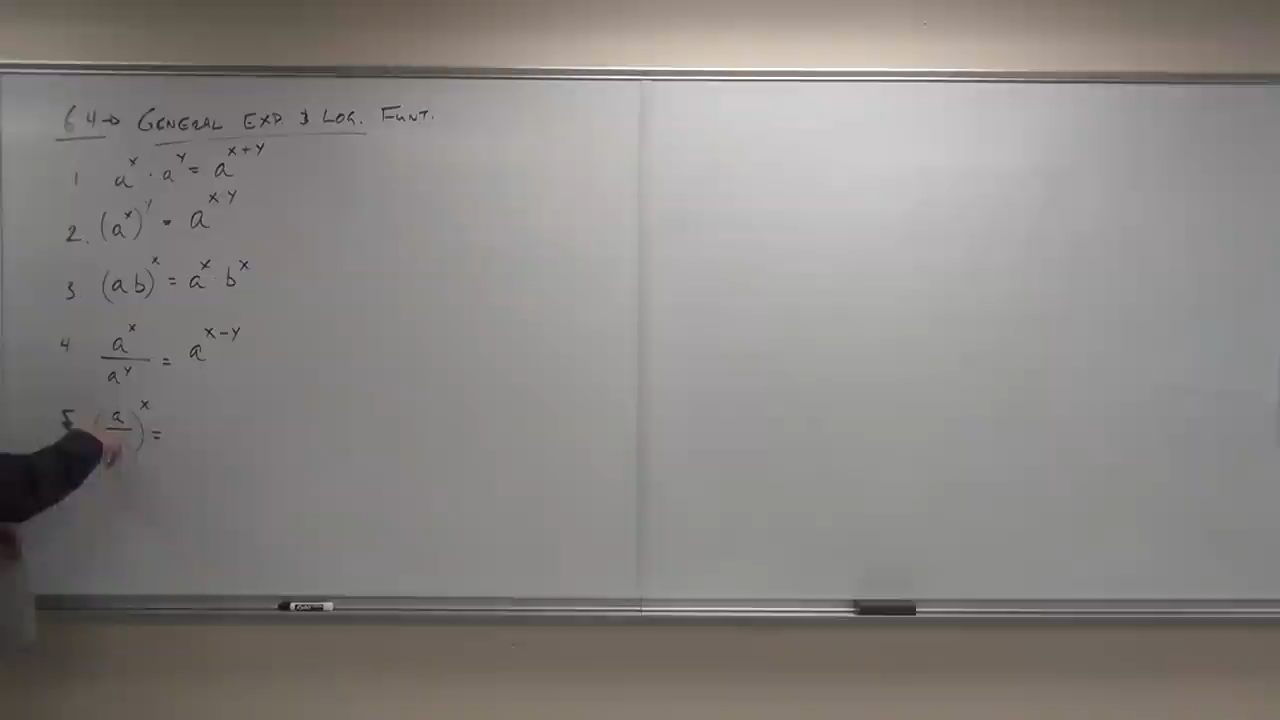 6.4 → GENERAL EXP. & LOG. FUNT.
1 a^x · a^y = a^(x+y)
2. (a^x)^y = a^(x·y)
3 (ab)^x = a^x b^x
4 a^x / a^y = a^(x-y)
5 (a/ )^x =